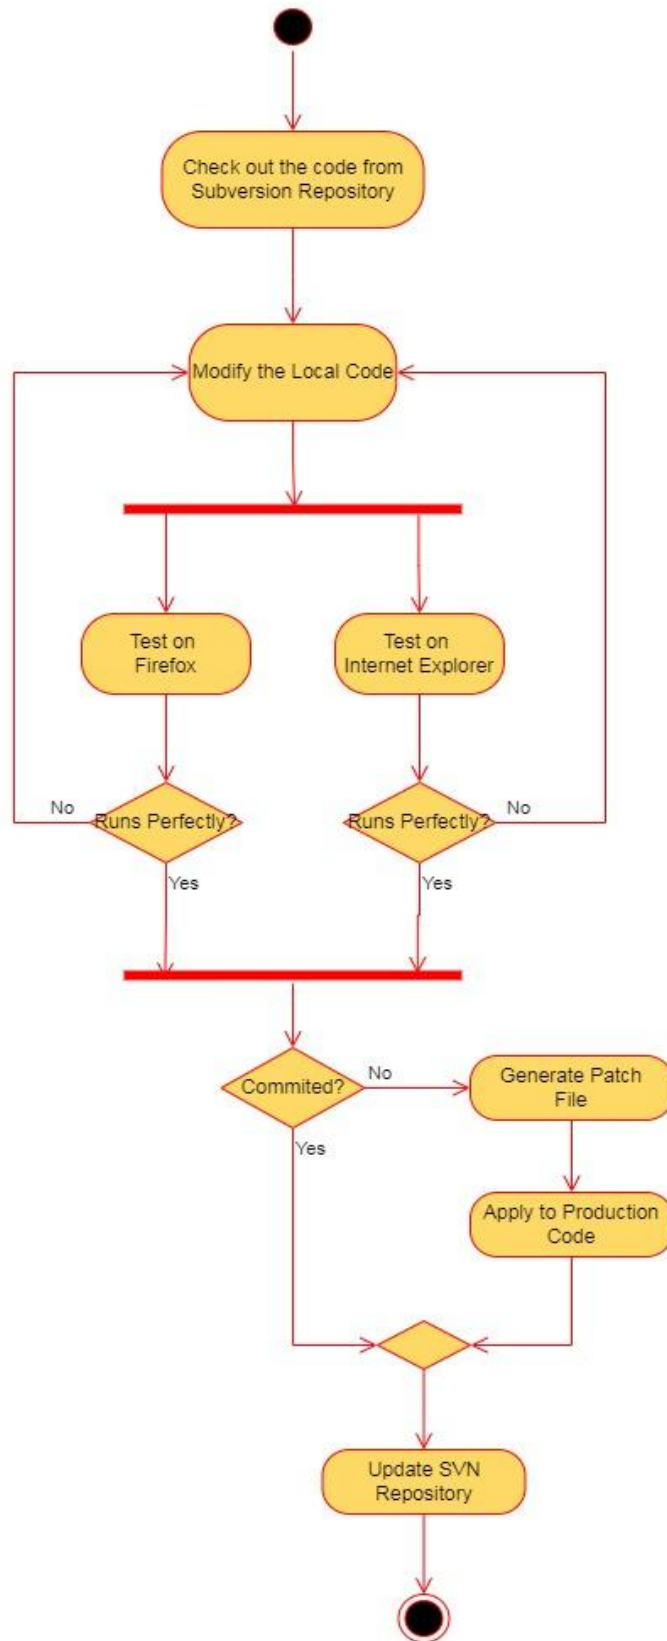 Check out the code from
Subversion Repository
Modify the Local Code
Test on
Firefox
Test on
Internet Explorer
No
Runs Perfectly?
Runs Perfectly?
No
Yes
Yes
Commited?
No
Generate Patch
File
Yes
Apply to Production
Code
Update SVN
Repository